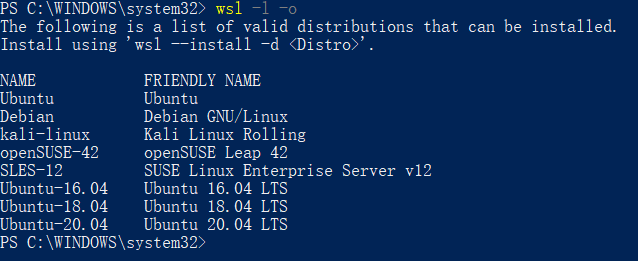 PS C:\WINDOWS\system32> wsl -l -o
The following is a list of valid distributions that can be installed.
Install using 'wsl --install -d <Distro>'.
NAME FRIENDLY NAME
Ubuntu Ubuntu
Debian Debian GNU/Linux
kali-linux Kali Linux Rolling
openSUSE-42 openSUSE Leap 42
SLES-12 SUSE Linux Enterprise Server v12
Ubuntu-16.04 Ubuntu 16.04 LTS
Ubuntu-18.04 Ubuntu 18.04 LTS
Ubuntu-20.04 Ubuntu 20.04 LTS
PS C:\WINDOWS\system32>